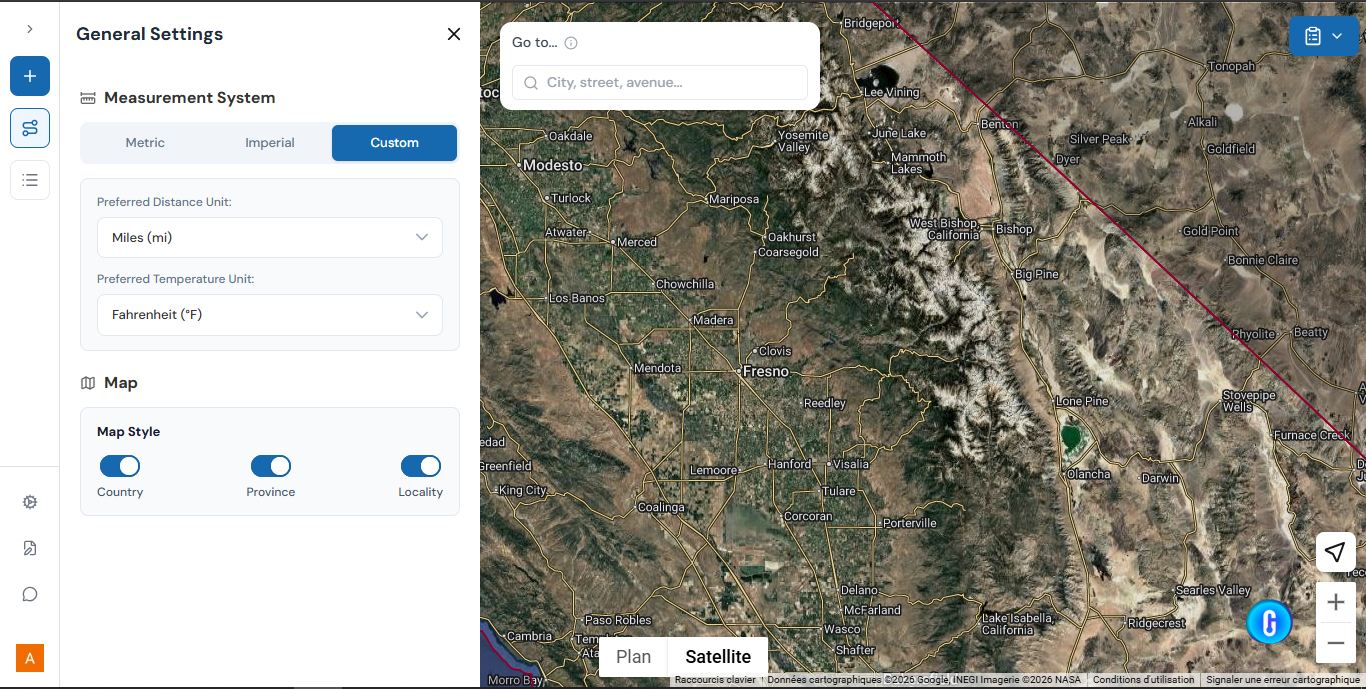 General Settings
Measurement System
Metric
Imperial
Custom
Preferred Distance Unit:
Miles (mi)
Preferred Temperature Unit:
Fahrenheit (°F)
Map
Map Style
Country
Province
Locality
A
Go to...
City, street, avenue...
Bridgeport
Tonopah
Lee Vining
Oakdale
Yosemite
Valley
June Lake
Benton
Alkali
Silver Peak
Goldfield
Modesto
Mammoth
Lakes
Dyer
Turlock
Mariposa
Atwater
Merced
Oakhurst
Coarsegold
West Bishop,
California
Bishop
Gold Point
Bonnie Claire
Big Pine
Chowchilla
Los Banos
Madera
Rhyolite
Beatty
Clovis
Mendota
Fresno
Reedley
Lone Pine
Stovepipe
Wells
Furnace Creek
edad
Greenfield
Lemoore
Hanford
Visalia
Olancha
Darwin
King City
Tulare
Coalinga
Corcoran
Porterville
Delano
McFarland
Searles Valley
Paso Robles
Wasco
Lake Isabella,
California
Ridgecrest
Cambria
Shafter
Morro Bay
Plan
Satellite
Raccourcis clavier
Données cartographiques ©2026 Google, INEGI Imagerie ©2026 NASA
Conditions d'utilisation
Signaler une erreur cartographique